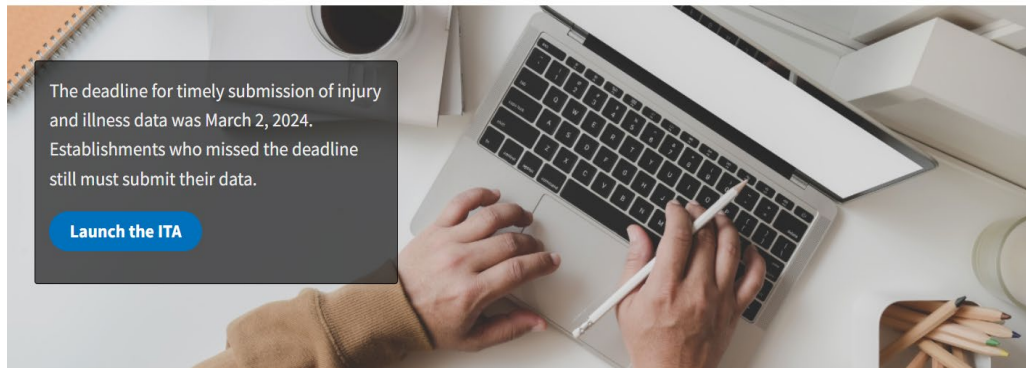 The deadline for timely submission of injury
and illness data was March 2, 2024.
Establishments who missed the deadline
still must submit their data.
Launch the ITA